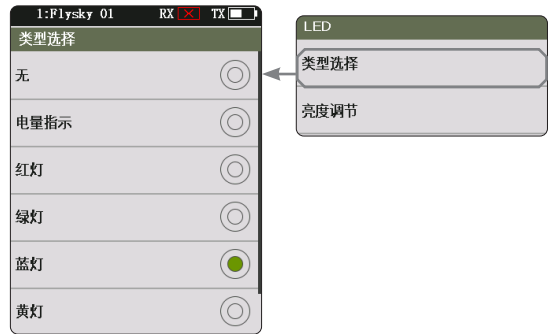 1:Flysky 01 RX TX
类型选择
无
电量指示
红灯
绿灯
蓝灯
黄灯
LED
类型选择
亮度调节